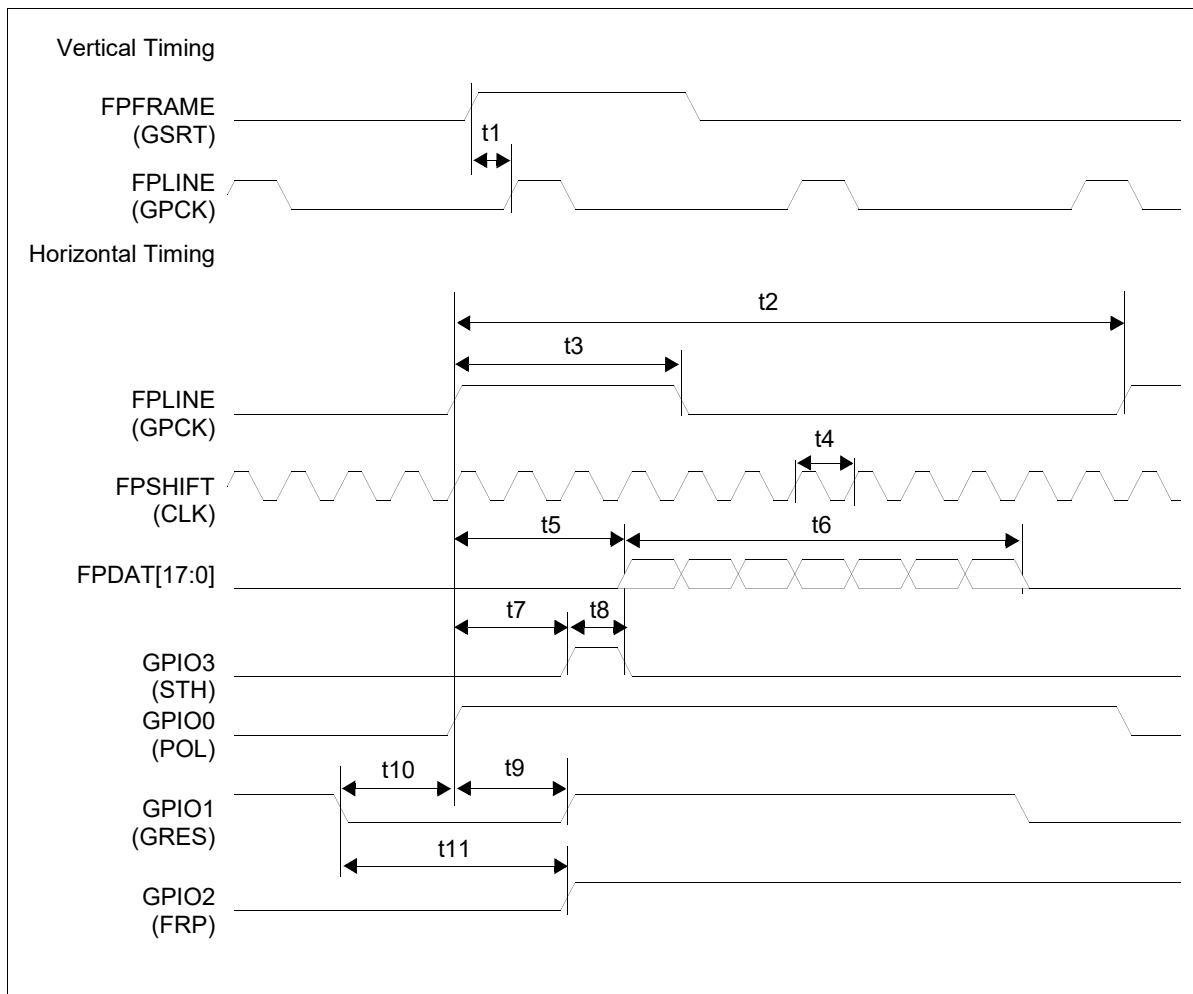 Vertical Timing
FPFRAME
(GSRT)
t1
FPLINE
(GPCK)
Horizontal Timing
t2
t3
FPLINE
(GPCK)
t4
FPSHIFT
(CLK)
t5
t6
FPDAT[17:0]
t7
t8
GPIO3
(STH)
GPIO0
(POL)
t10
t9
GPIO1
(GRES)
t11
GPIO2
(FRP)